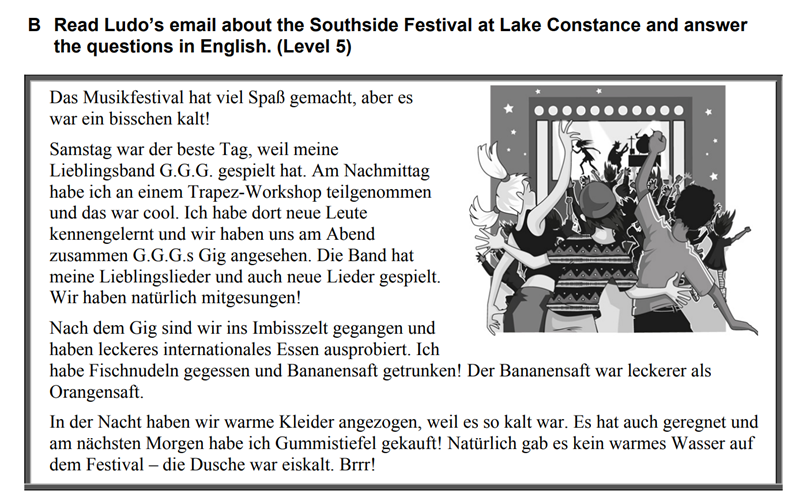 B Read Ludo's email about the Southside Festival at Lake Constance and answer
the questions in English. (Level 5)
Das Musikfestival hat viel Spaß gemacht, aber es
war ein bisschen kalt!
Samstag war der beste Tag, weil meine
Lieblingsband G.G.G. gespielt hat. Am Nachmittag
habe ich an einem Trapez-Workshop teilgenommen
und das war cool. Ich habe dort neue Leute
kennengelernt und wir haben uns am Abend
zusammen G.G.G.s Gig angesehen. Die Band hat
meine Lieblingslieder und auch neue Lieder gespielt.
Wir haben natürlich mitgesungen!
Nach dem Gig sind wir ins Imbisszelt gegangen und
haben leckeres internationales Essen ausprobiert. Ich
habe Fischnudeln gegessen und Bananensaft getrunken! Der Bananensaft war leckerer als
Orangensaft.
In der Nacht haben wir warme Kleider angezogen, weil es so kalt war. Es hat auch geregnet und
am nächsten Morgen habe ich Gummistiefel gekauft! Natürlich gab es kein warmes Wasser auf
dem Festival – die Dusche war eiskalt. Brrr!